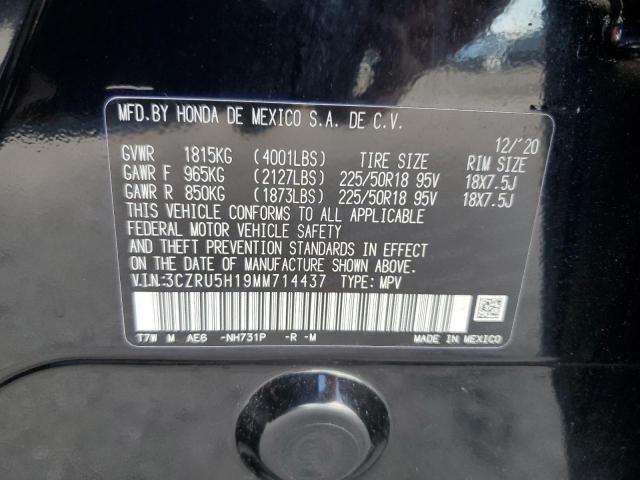 MFD.BY HONDA DE MEXICO S.A. DE C.V.
12/'20
GVWR 1815KG (4001LBS) TIRE SIZE RIM SIZE
GAWR F 965KG (2127LBS) 225/50R18 95V 18X7.5J
GAWR R 850KG (1873LBS) 225/50R18 95V 18X7.5J
THIS VEHICLE CONFORMS TO ALL APPLICABLE
FEDERAL MOTOR VEHICLE SAFETY
AND THEFT PREVENTION STANDARDS IN EFFECT
ON THE DATE OF MANUFACTURE SHOWN ABOVE.
V.I.N.:3CZRU5H19MM714437 TYPE: MPV
T7W M AE6 -NH731P -R -M MADE IN MEXICO